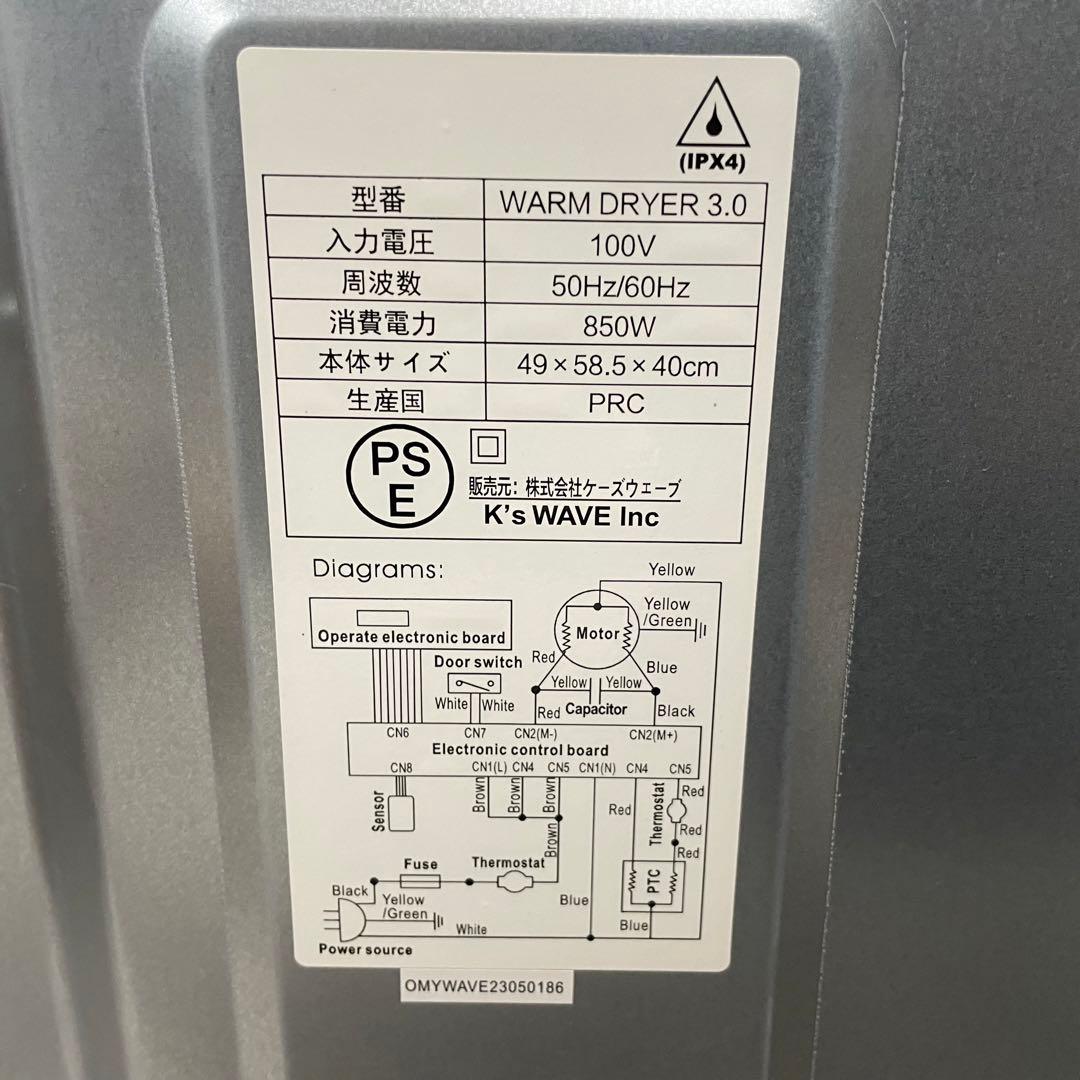 (IPX4)
型番 WARM DRYER 3.0
入力電圧 100V
周波数 50Hz/60Hz
消費電力 850W
本体サイズ 49×58.5×40cm
生産国 PRC
PS
E
販売元: 株式会社ケーズウェーブ
K's WAVE Inc
Diagrams:
Yellow
Operate electronic board
Motor
Yellow
/Green
Door switch
Red
Blue
White White
Yellow Yellow
Red Capacitor Black
CN6 CN7 CN2(M-) CN2(M+)
Electronic control board
CN8 CN1(L) CN4 CN5 CN1(N) CN4 CN5
Sensor
Brown Brown Brown
Brown
Red
Thermostat
Red
Red
Red
Fuse Thermostat
PTC
Black
Yellow
/Green
Blue
White
Blue
Power source
OMYWAVE23050186